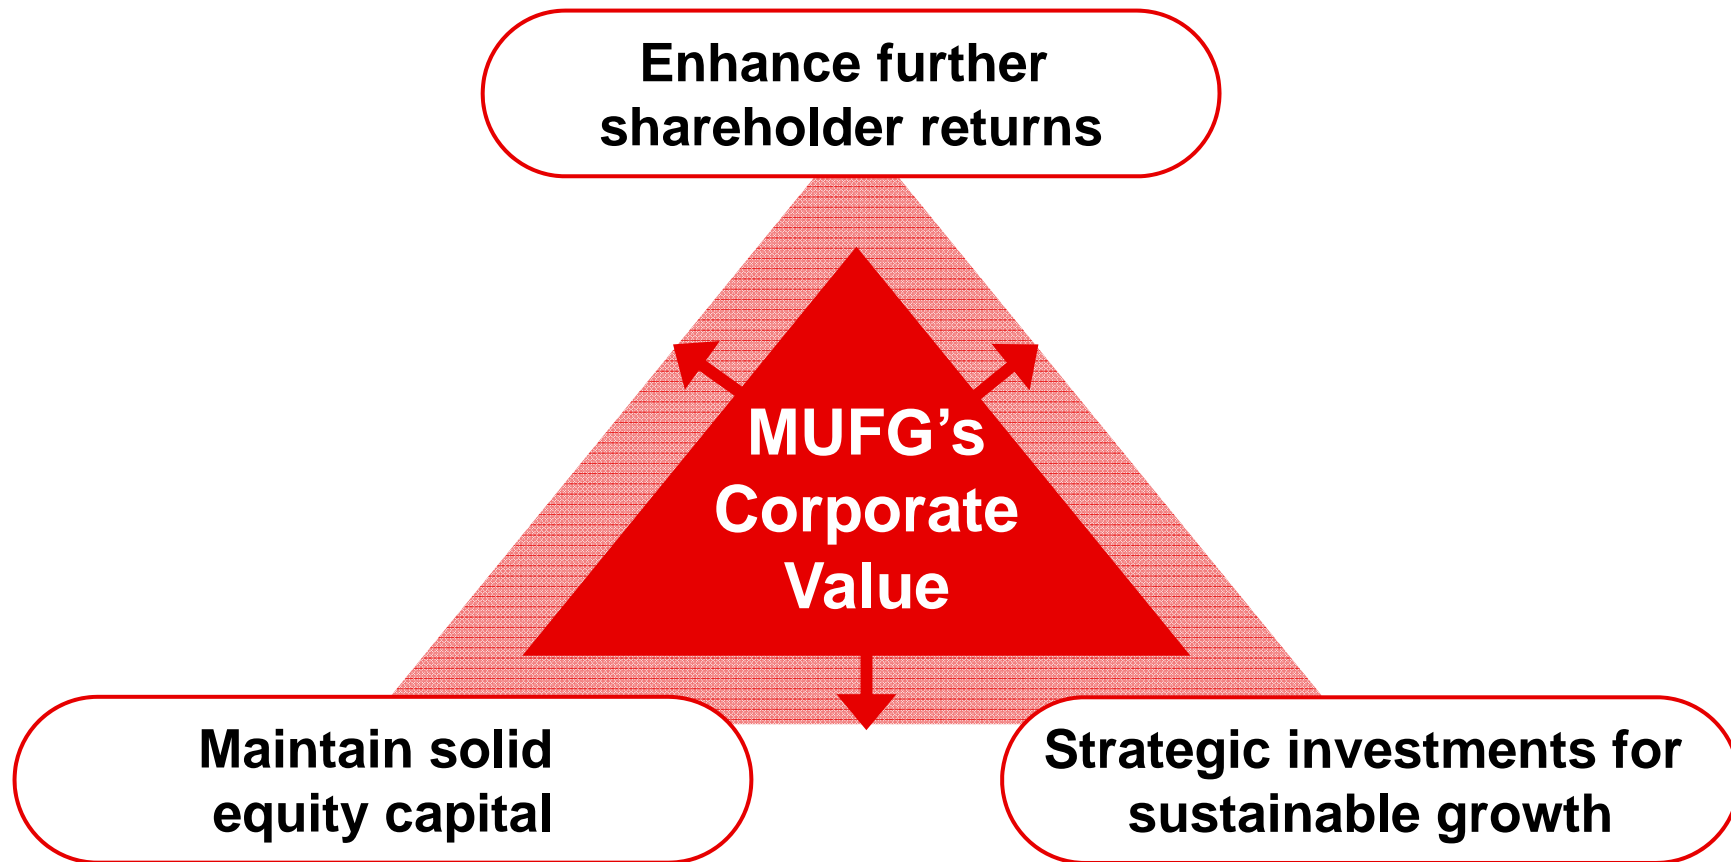 Enhance further
shareholder returns
MUFG’s
Corporate
Value
Maintain solid
equity capital
Strategic investments for
sustainable growth